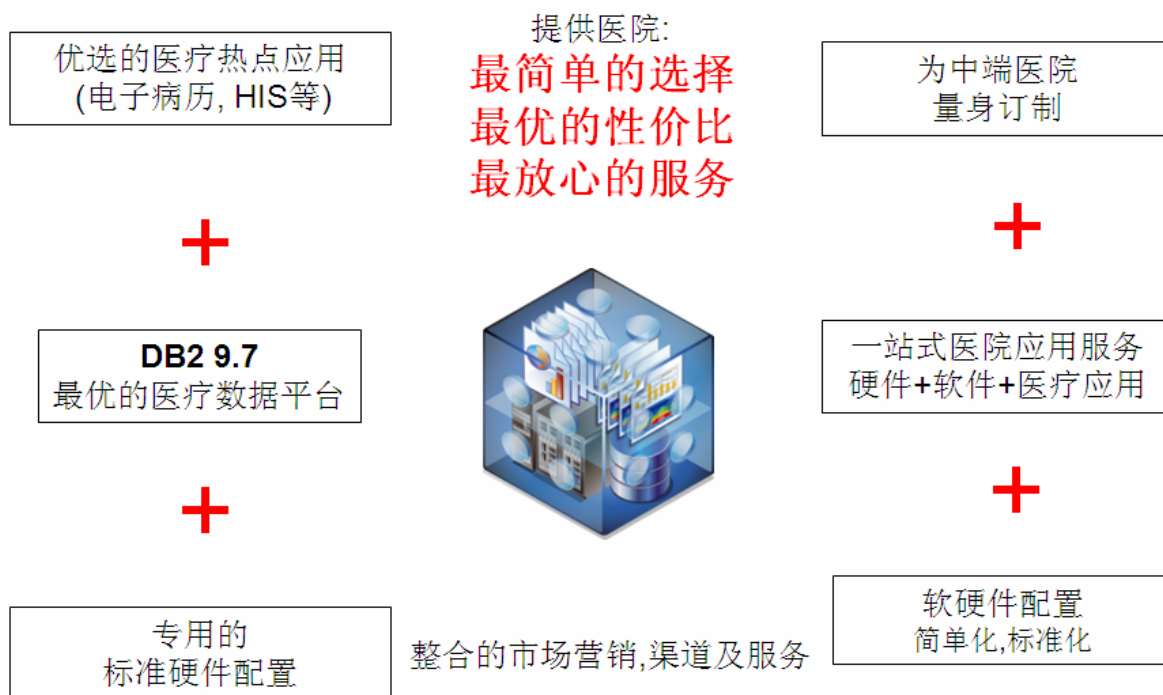 优选的医疗热点应用
(电子病历, HIS等)
提供医院:
最简单的选择
最优的性价比
最放心的服务
为中端医院
量身订制
+
+
DB2 9.7
最优的医疗数据平台
一站式医院应用服务
硬件+软件+医疗应用
+
+
专用的
标准硬件配置
整合的市场营销,渠道及服务
软硬件配置
简单化,标准化